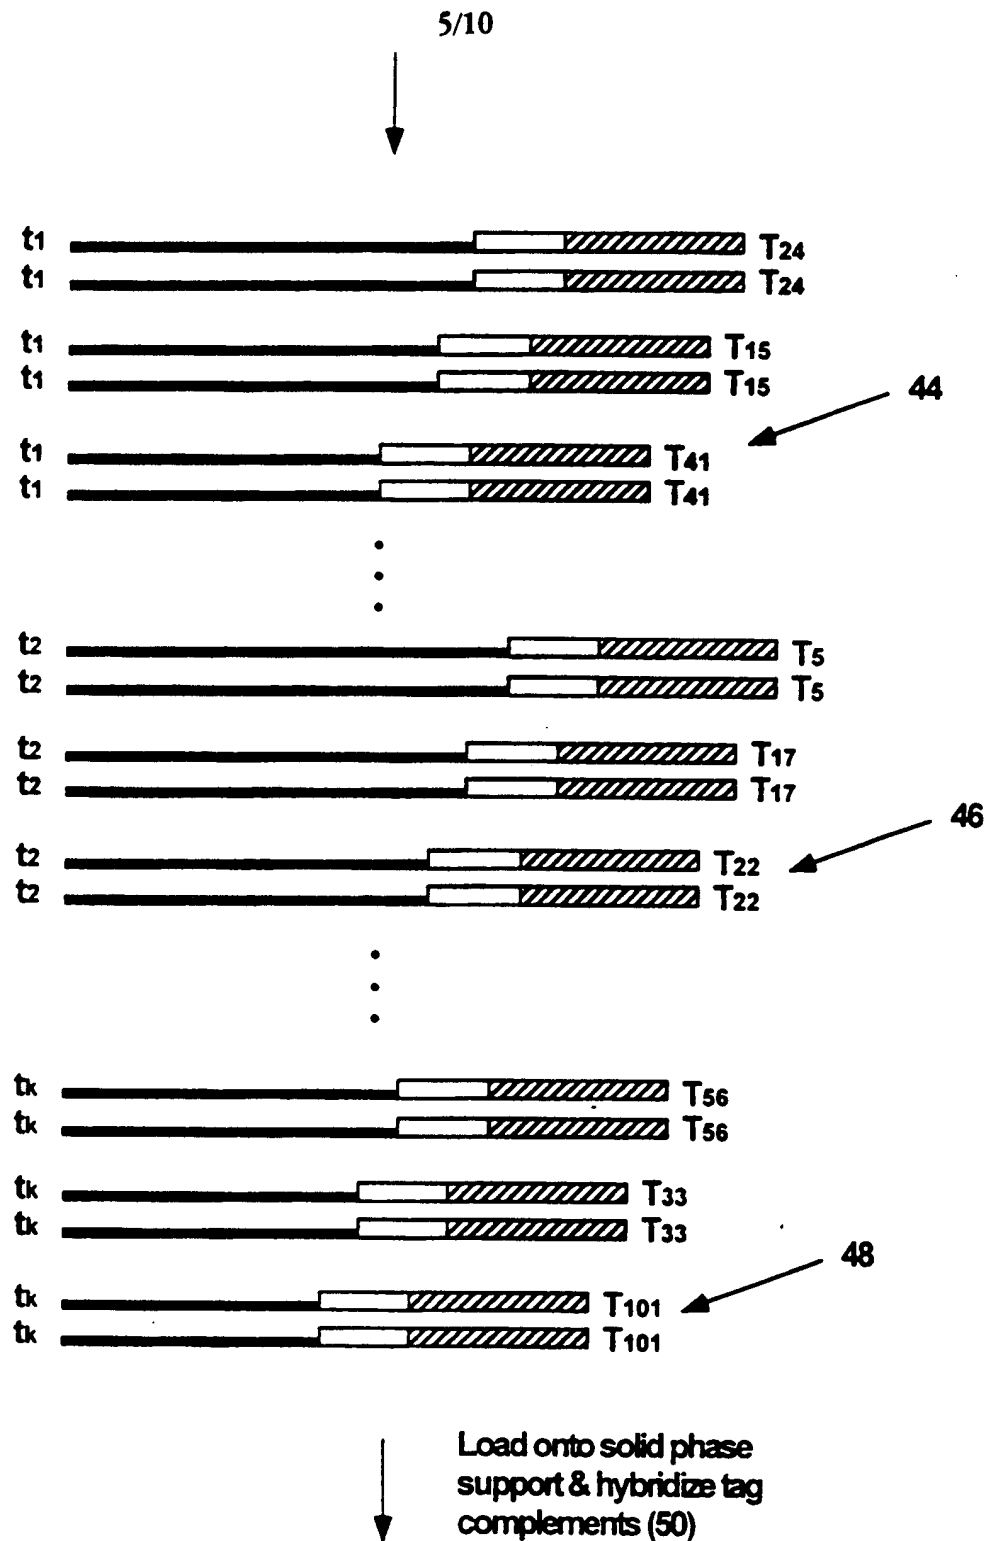 5/10
t1 T24
t1 T24
t1 T15
t1 T15
44
t1 T41
t1 T41
t2 T5
t2 T5
t2 T17
t2 T17
46
t2 T22
t2 T22
tk T56
tk T56
tk T33
tk T33
48
tk T101
tk T101
Load onto solid phase
support & hybridize tag
complements (50)